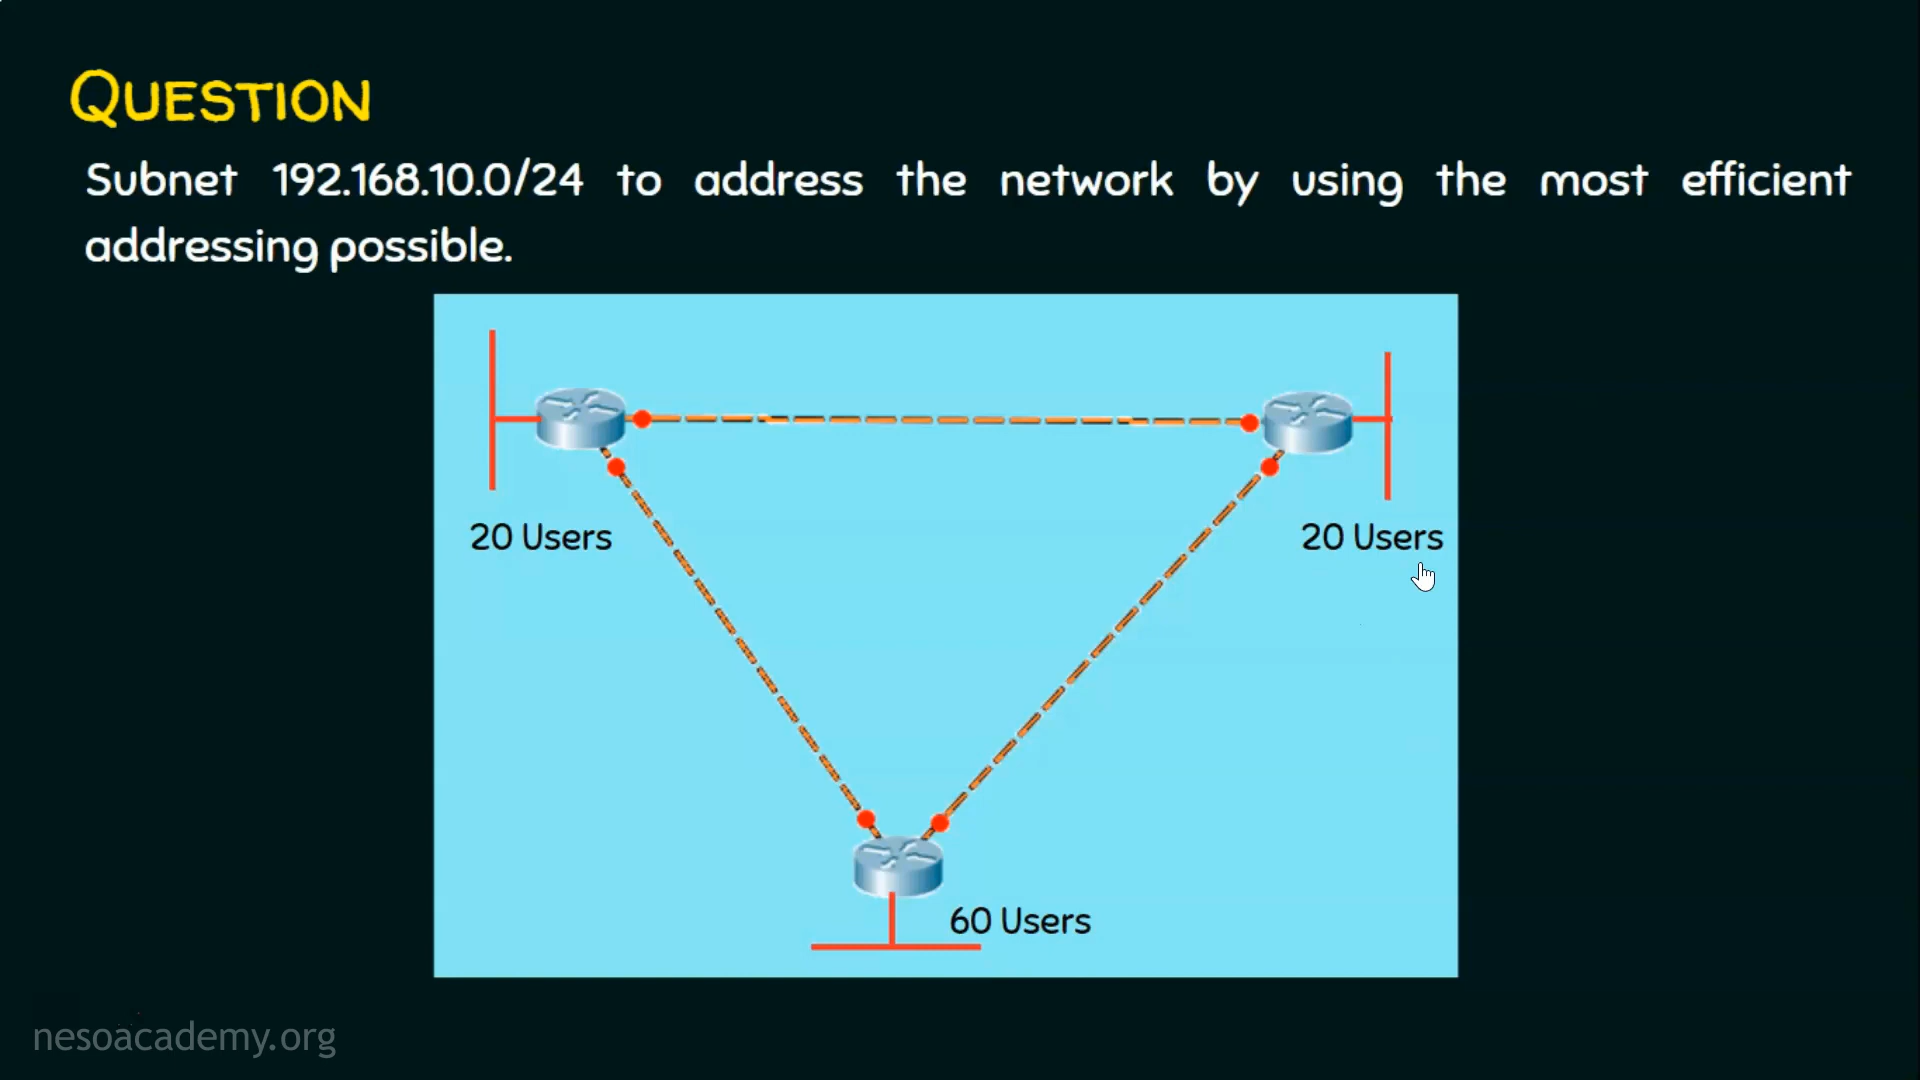 QUESTION
Subnet 192.168.10.0/24 to address the network by using the most efficient
addressing possible.
20 Users
20 Users
60 Users
nesoacademy.org